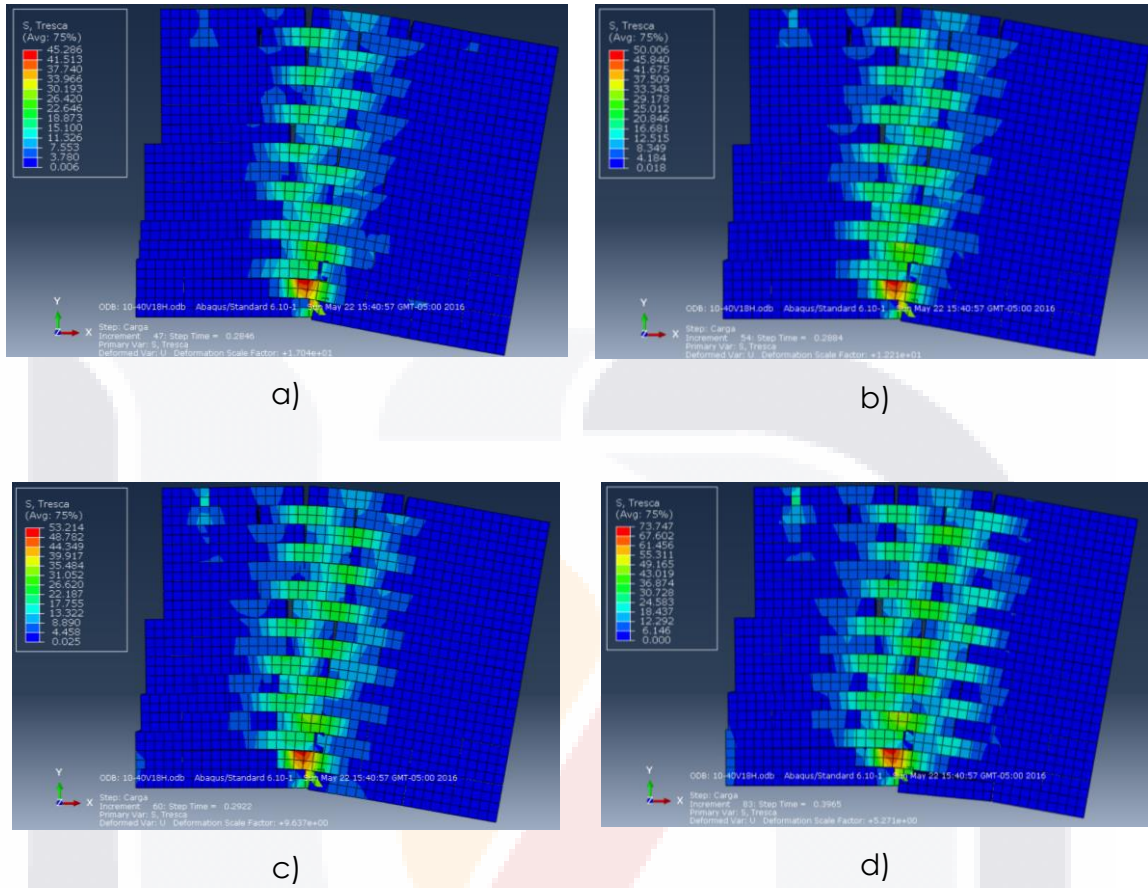 S, Tresca
(Avg: 75%)
45.286
41.513
37.740
33.966
30.193
26.420
22.646
18.873
15.100
11.326
7.553
3.780
0.006
Y
X
ODB: 10-40V18H.odb Abaqus/Standard 6.10-1 Sun May 22 15:40:57 GMT-05:00 2016
Step: Carga
Increment 47: Step Time = 0.2846
Primary Var: S, Tresca
Deformed Var: U Deformation Scale Factor: +1.704e+01
a)
S, Tresca
(Avg: 75%)
50.006
45.840
41.675
37.509
33.343
29.178
25.012
20.846
16.681
12.515
8.349
4.184
0.018
Y
X
ODB: 10-40V18H.odb Abaqus/Standard 6.10-1 Sun May 22 15:40:57 GMT-05:00 2016
Step: Carga
Increment 54: Step Time = 0.2884
Primary Var: S, Tresca
Deformed Var: U Deformation Scale Factor: +1.221e+01
b)
S, Tresca
(Avg: 75%)
53.214
48.782
44.349
39.917
35.484
31.052
26.620
22.187
17.755
13.322
8.890
4.458
0.025
Y
X
ODB: 10-40V18H.odb Abaqus/Standard 6.10-1 Sun May 22 15:40:57 GMT-05:00 2016
Step: Carga
Increment 60: Step Time = 0.2922
Primary Var: S, Tresca
Deformed Var: U Deformation Scale Factor: +9.637e+00
c)
S, Tresca
(Avg: 75%)
73.747
67.602
61.456
55.311
49.165
43.019
36.874
30.728
24.583
18.437
12.292
6.146
0.000
Y
X
ODB: 10-40V18H.odb Abaqus/Standard 6.10-1 Sun May 22 15:40:57 GMT-05:00 2016
Step: Carga
Increment 83: Step Time = 0.3965
Primary Var: S, Tresca
Deformed Var: U Deformation Scale Factor: +5.271e+00
d)